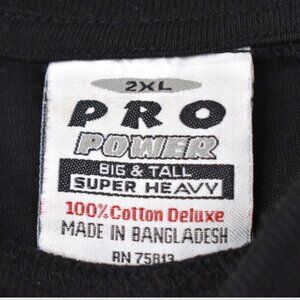 2XL
PRO
POWER
BIG & TALL
SUPER HEAVY
100% Cotton Deluxe
MADE IN BANGLADESH
RN 75813